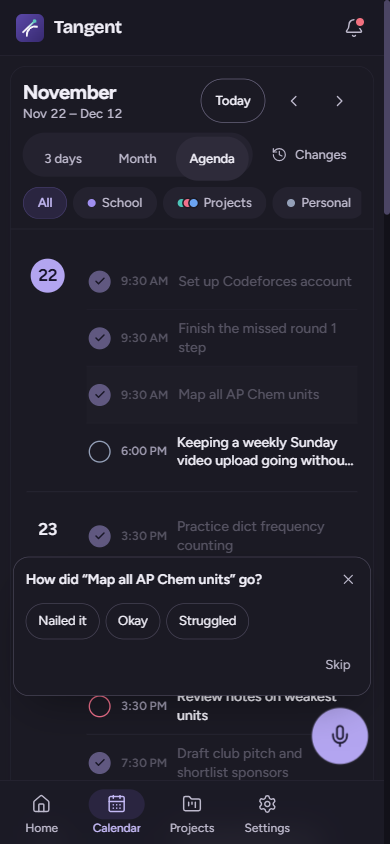 Tangent
November
Nov 22 – Dec 12
Today
3 days
Month
Agenda
Changes
All
School
Projects
Personal
22
9:30 AM Set up Codeforces account
9:30 AM Finish the missed round 1
step
9:30 AM Map all AP Chem units
6:00 PM Keeping a weekly Sunday
video upload going withou...
23
3:30 PM Practice dict frequency
counting
How did “Map all AP Chem units” go?
Nailed it
Okay
Struggled
Skip
3:30 PM Review notes on weakest
units
7:30 PM Draft club pitch and
shortlist sponsors
Home
Calendar
Projects
Settings